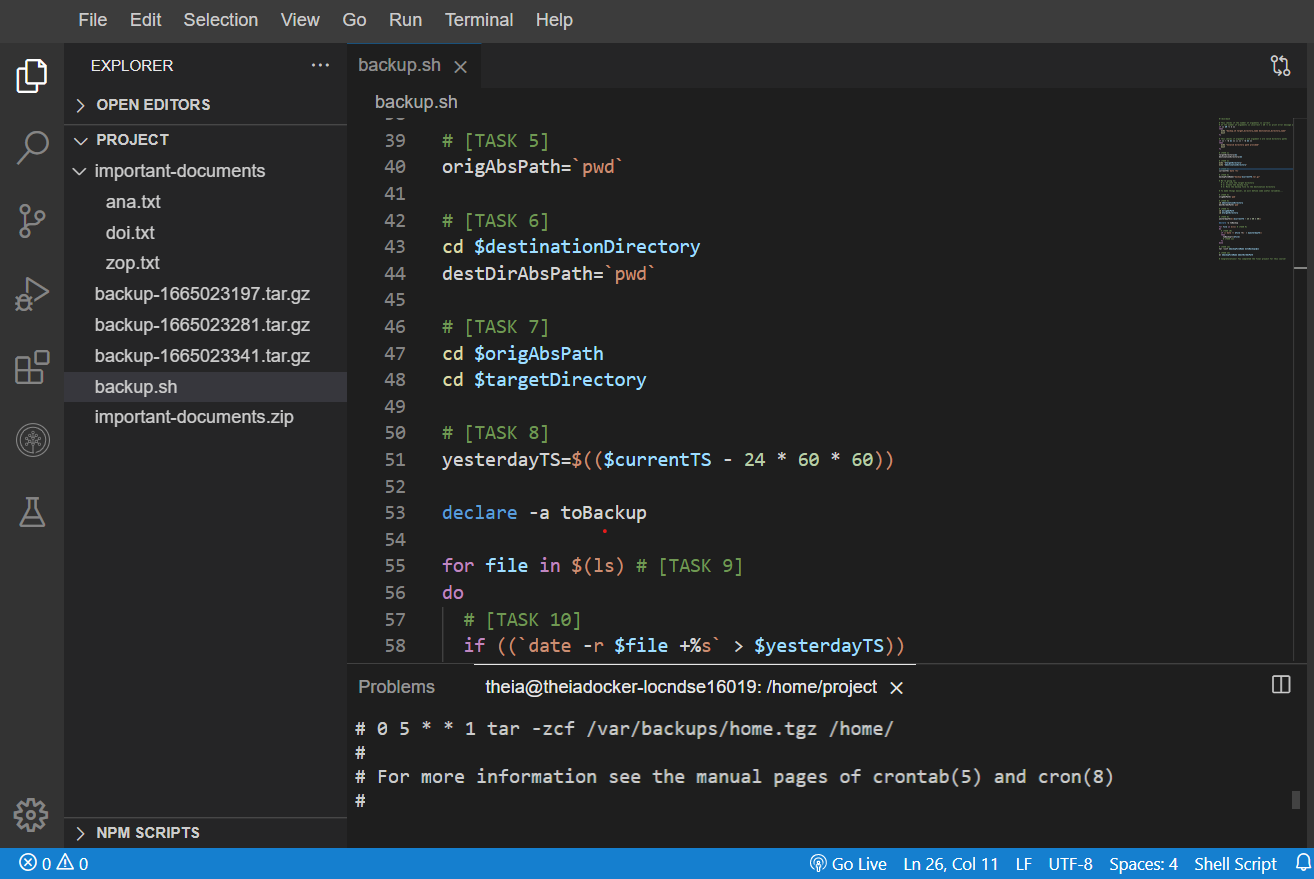 File Edit Selection View Go Run Terminal Help
EXPLORER ...
OPEN EDITORS
PROJECT
important-documents
ana.txt
doi.txt
zop.txt
backup-1665023197.tar.gz
backup-1665023281.tar.gz
backup-1665023341.tar.gz
backup.sh
important-documents.zip
NPM SCRIPTS
backup.sh
backup.sh
39 # [TASK 5]
40 origAbsPath=`pwd`
41
42 # [TASK 6]
43 cd $destinationDirectory
44 destDirAbsPath=`pwd`
45
46 # [TASK 7]
47 cd $origAbsPath
48 cd $targetDirectory
49
50 # [TASK 8]
51 yesterdayTS=$(($currentTS - 24 * 60 * 60))
52
53 declare -a toBackup
54
55 for file in $(ls) # [TASK 9]
56 do
57 # [TASK 10]
58 if ((`date -r $file +%s` > $yesterdayTS))
Problems theia@theiadocker-locndse16019: /home/project
# 0 5 * * 1 tar -zcf /var/backups/home.tgz /home/
#
# For more information see the manual pages of crontab(5) and cron(8)
#
0 0 Go Live Ln 26, Col 11 LF UTF-8 Spaces: 4 Shell Script